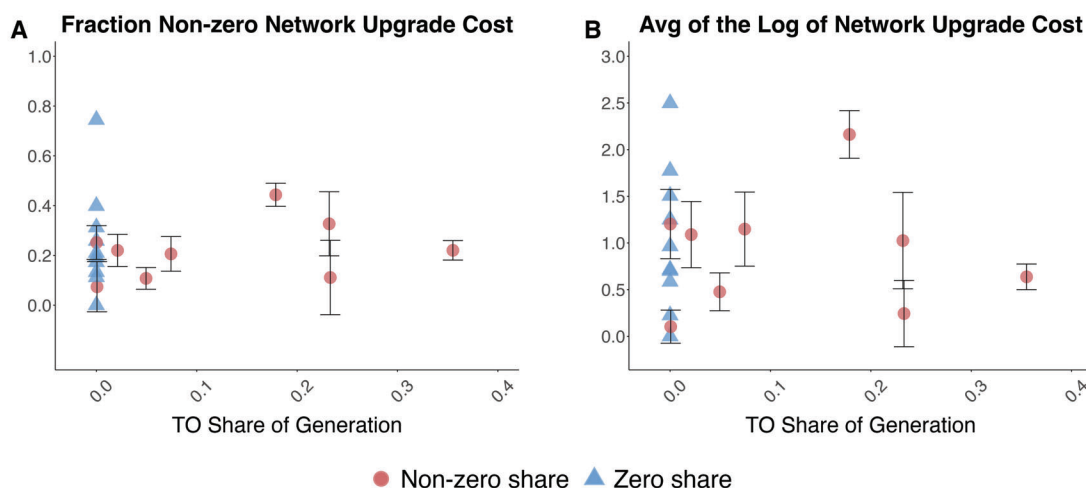 A Fraction Non-zero Network Upgrade Cost
1.0
0.8
0.6
0.4
0.2
0.0
0.0 0.1 0.2 0.3 0.4
TO Share of Generation
B Avg of the Log of Network Upgrade Cost
3.0
2.5
2.0
1.5
1.0
0.5
0.0
0.0 0.1 0.2 0.3 0.4
TO Share of Generation
Non-zero share Zero share